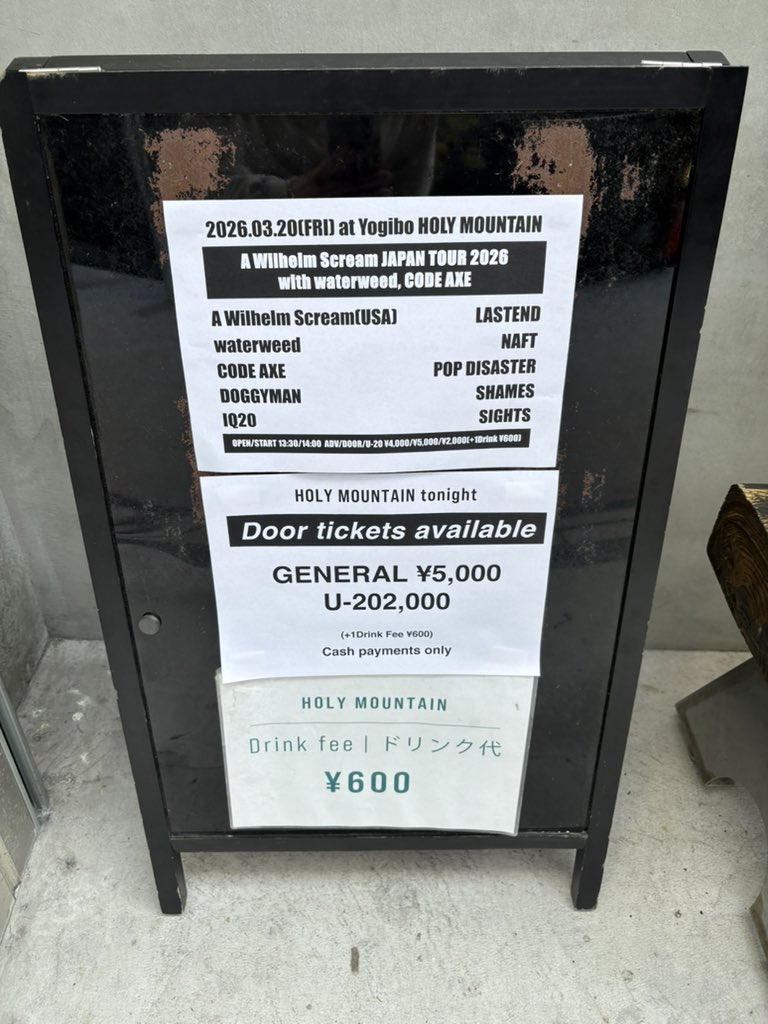 2026.03.20(FRI) at Yogibo HOLY MOUNTAIN
A Wilhelm Scream JAPAN TOUR 2026
with waterweed, CODE AXE
A Wilhelm Scream(USA)
waterweed
CODE AXE
DOGGYMAN
IQ20
LASTEND
NAFT
POP DISASTER
SHAMES
SIGHTS
OPEN/START 13:30/14:00 ADV/DOOR/U-20 ¥4,000/¥5,000/¥2,000(+1Drink ¥600)
HOLY MOUNTAIN tonight
Door tickets available
GENERAL ¥5,000
U-202,000
(+1Drink Fee ¥600)
Cash payments only
HOLY MOUNTAIN
Drink fee | ドリンク代
¥600